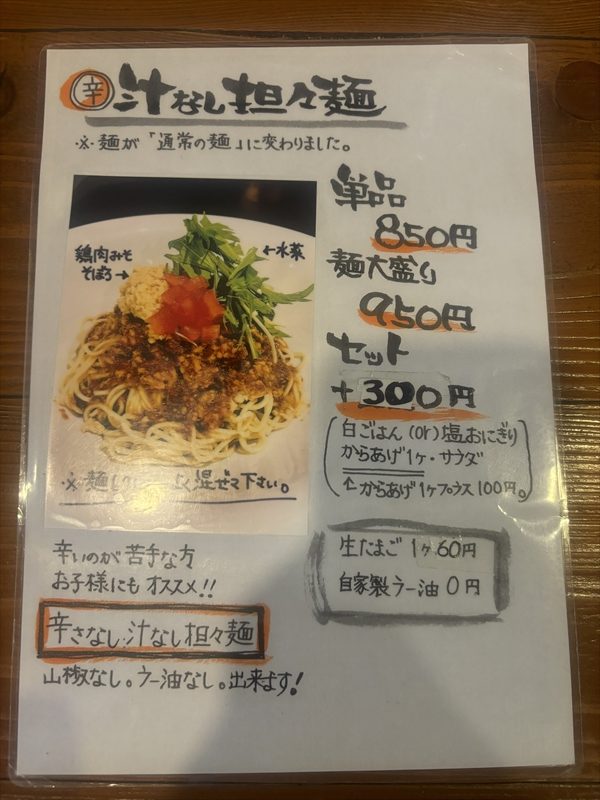 辛 汁なし担々麺
※麺が「通常の麺」に変わりました。
鶏肉みそ
そぼろ→
←水菜
※麺し よく混ぜて下さい。
単品
850円
麺大盛り
950円
セット
+300円
白ごはん(or)塩おにぎり
からあげ1ヶ・サラダ
↑からあげ1ヶプラス100円。
生たまご 1ヶ60円
自家製ラー油 0円
辛いのが苦手な方
お子様にもオススメ!!
辛さなし汁なし担々麺
山椒なし。ラー油なし。出来ます!